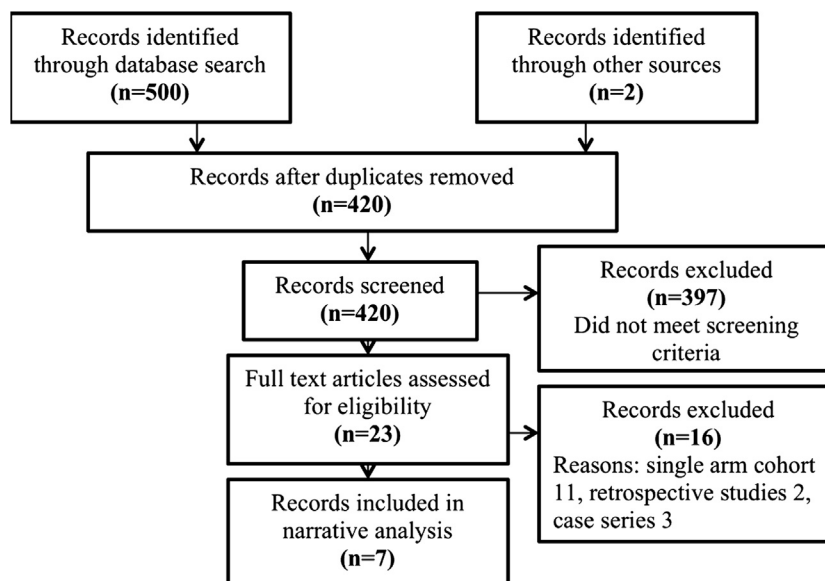 Records identified
through database search
(n=500)
Records identified
through other sources
(n=2)
Records after duplicates removed
(n=420)
Records screened
(n=420)
Records excluded
(n=397)
Did not meet screening
criteria
Full text articles assessed
for eligibility
(n=23)
Records excluded
(n=16)
Reasons: single arm cohort
11, retrospective studies 2,
case series 3
Records included in
narrative analysis
(n=7)